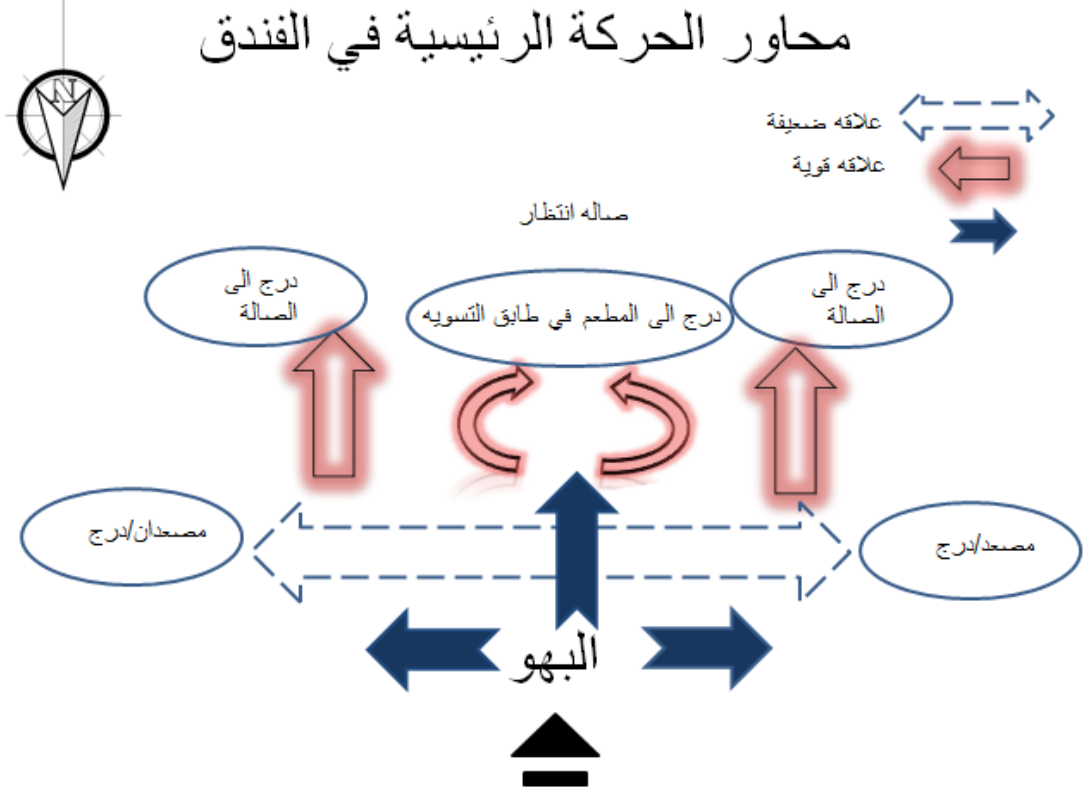 محاور الحركة الرئيسية في الفندق
N
علاقه ضعيفة
علاقه قوية
صاله انتظار
درج الى
الصالة
درج الى المطعم في طابق التسويه
درج الى
الصالة
مصعد/درج
مصعدان/درج
البهو